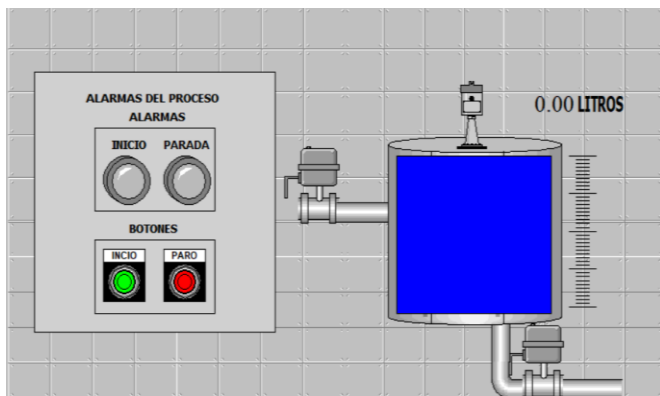 ALARMAS DEL PROCESO
ALARMAS
INICIO PARADA
BOTONES
INCIO PARO
0.00 LITROS